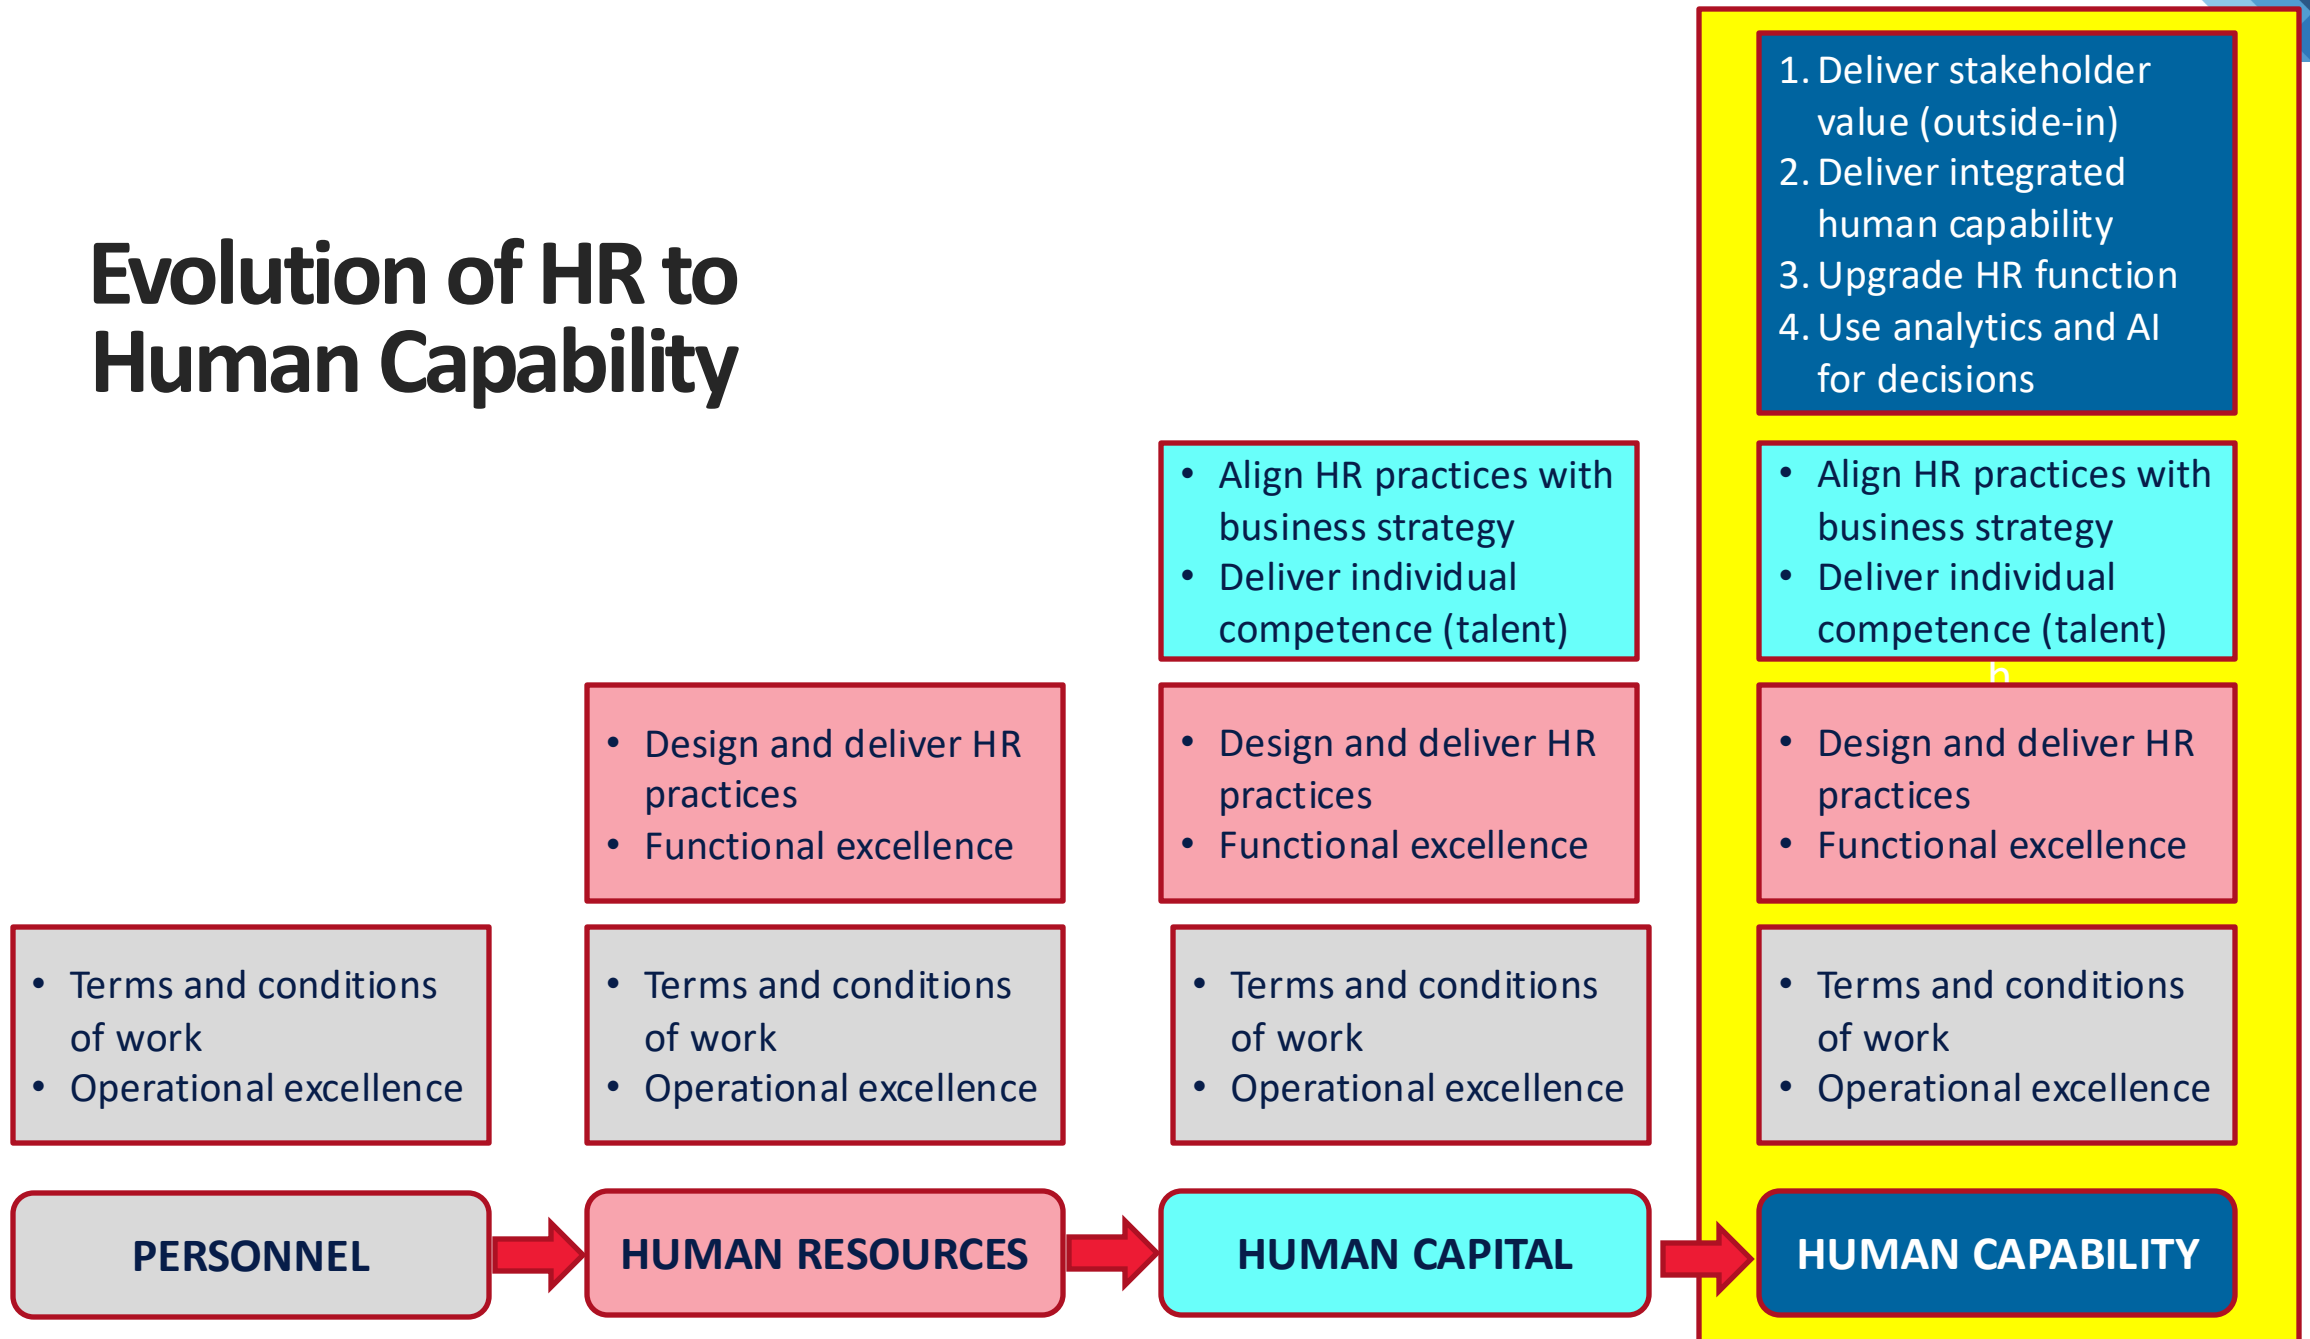 Evolution of HR to
Human Capability
1. Deliver stakeholder
value (outside-in)
2. Deliver integrated
human capability
3. Upgrade HR function
4. Use analytics and AI
for decisions
• Align HR practices with
business strategy
• Deliver individual
competence (talent)
• Align HR practices with
business strategy
• Deliver individual
competence (talent)
h
• Design and deliver HR
practices
• Functional excellence
• Design and deliver HR
practices
• Functional excellence
• Design and deliver HR
practices
• Functional excellence
• Terms and conditions
of work
• Operational excellence
• Terms and conditions
of work
• Operational excellence
• Terms and conditions
of work
• Operational excellence
• Terms and conditions
of work
• Operational excellence
PERSONNEL
HUMAN RESOURCES
HUMAN CAPITAL
HUMAN CAPABILITY